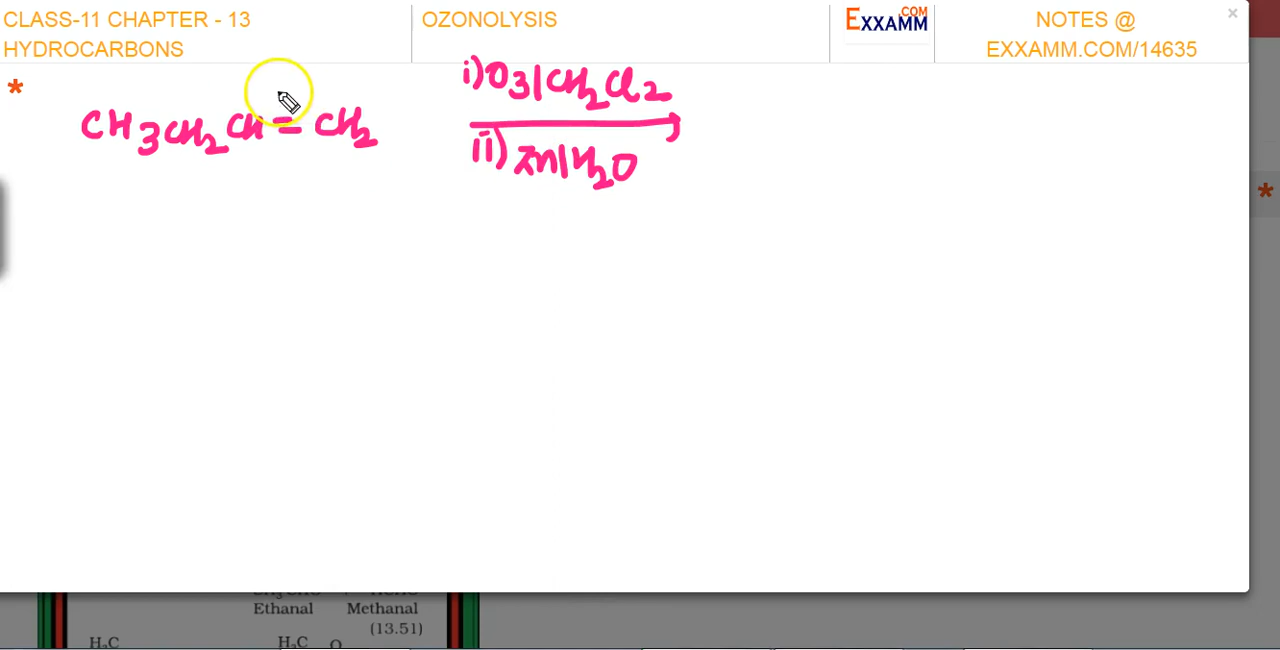 CLASS-11 CHAPTER - 13
HYDROCARBONS
OZONOLYSIS
EXXAMM.COM
NOTES @
EXXAMM.COM/14635
×
*
CH3CH2CH=CH2
i)O3/CH2Cl2
ii)Zn/H2O
*
Ethanal Methanal
(13.51)
H3C H3C O